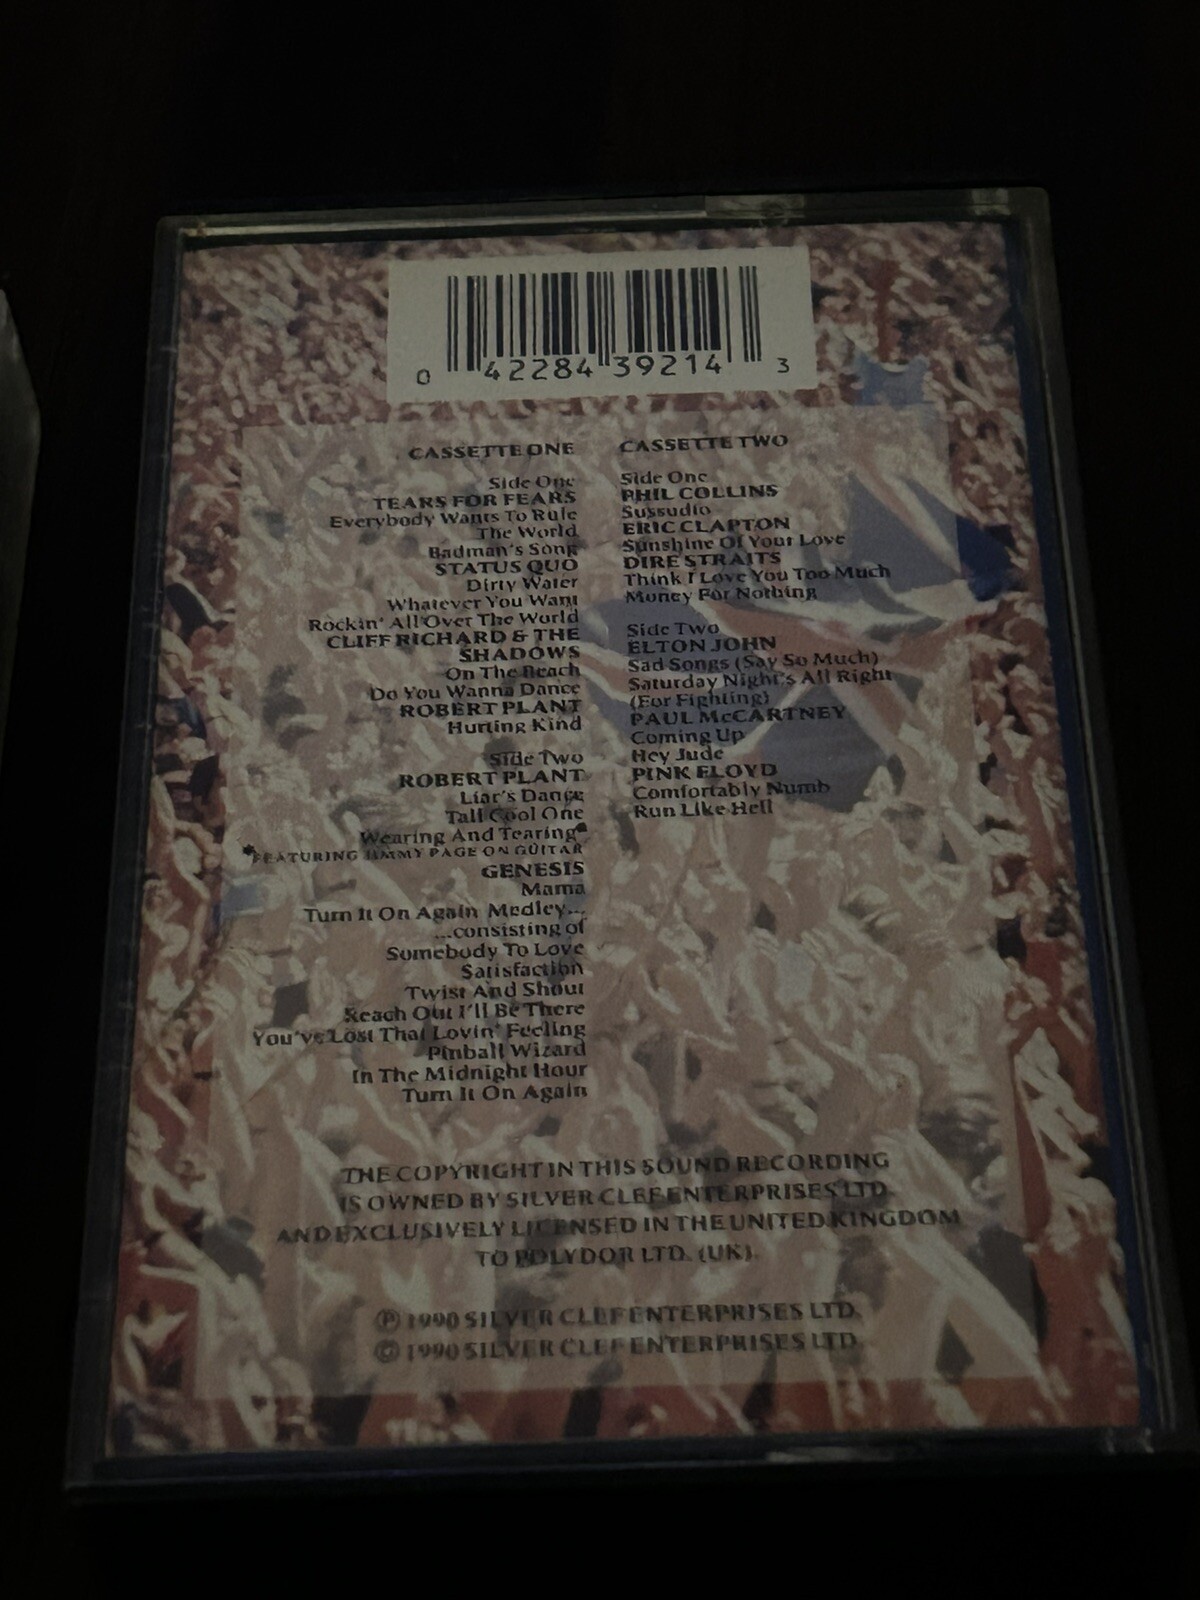 0 42284 39214 3
CASSETTE ONE
Side One
TEARS FOR FEARS
Everybody Wants To Rule
The World
Badman's Song
STATUS QUO
Dirty Water
Whatever You Want
Rockin' All Over The World
CLIFF RICHARD & THE
SHADOWS
On The Beach
Do You Wanna Dance
ROBERT PLANT
Hurting Kind
Side Two
ROBERT PLANT
Liar's Dance
Tall Cool One
Wearing And Tearing*
*FEATURING JIMMY PAGE ON GUITAR
GENESIS
Mama
Turn It On Again Medley...
...consisting of
Somebody To Love
Satisfaction
Twist And Shout
Reach Out I'll Be There
You've Lost That Lovin' Feeling
Pinball Wizard
In The Midnight Hour
Turn It On Again
CASSETTE TWO
Side One
PHIL COLLINS
Sussudio
ERIC CLAPTON
Sunshine Of Your Love
DIRE STRAITS
Think I Love You Too Much
Money For Nothing
Side Two
ELTON JOHN
Sad Songs (Say So Much)
Saturday Night's All Right
(For Fighting)
PAUL McCARTNEY
Coming Up
Hey Jude
PINK FLOYD
Comfortably Numb
Run Like Hell
THE COPYRIGHT IN THIS SOUND RECORDING
IS OWNED BY SILVER CLEF ENTERPRISES LTD
AND EXCLUSIVELY LICENSED IN THE UNITED KINGDOM
TO POLYDOR LTD. (UK).
℗ 1990 SILVER CLEF ENTERPRISES LTD.
© 1990 SILVER CLEF ENTERPRISES LTD.